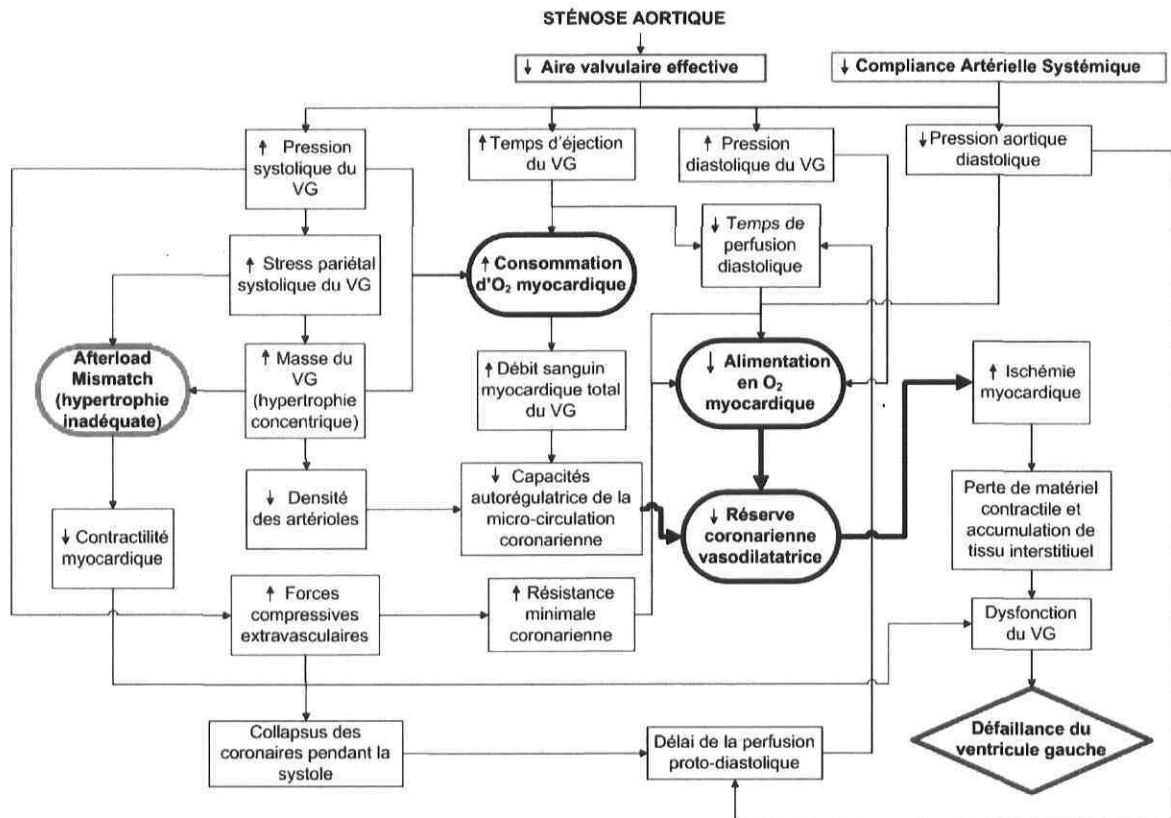 STÉNOSE AORTIQUE
↓ Aire valvulaire effective
↓ Compliance Artérielle Systémique
↑ Pression
systolique du
VG
↑ Temps d'éjection
du VG
↑ Pression
diastolique du VG
↓ Pression aortique
diastolique
↓ Temps de
perfusion
diastolique
↑ Stress pariétal
systolique du VG
↑ Consommation
d'O₂ myocardique
Afterload
Mismatch
(hypertrophie
inadéquate)
↑ Masse du
VG
(hypertrophie
concentrique)
↑ Débit sanguin
myocardique total
du VG
↓ Alimentation
en O₂
myocardique
↑ Ischémie
myocardique
↓ Contractilité
myocardique
↓ Densité
des artérioles
↓ Capacités
autorégulatrice de la
micro-circulation
coronarienne
↓ Réserve
coronarienne
vasodilatatrice
Perte de matériel
contractile et
accumulation de
tissu interstitiuel
↑ Forces
compressives
extravasculaires
↑ Résistance
minimale
coronarienne
Dysfonction
du VG
Collapsus des
coronaires pendant la
systole
Délai de la perfusion
proto-diastolique
Défaillance du
ventricule gauche